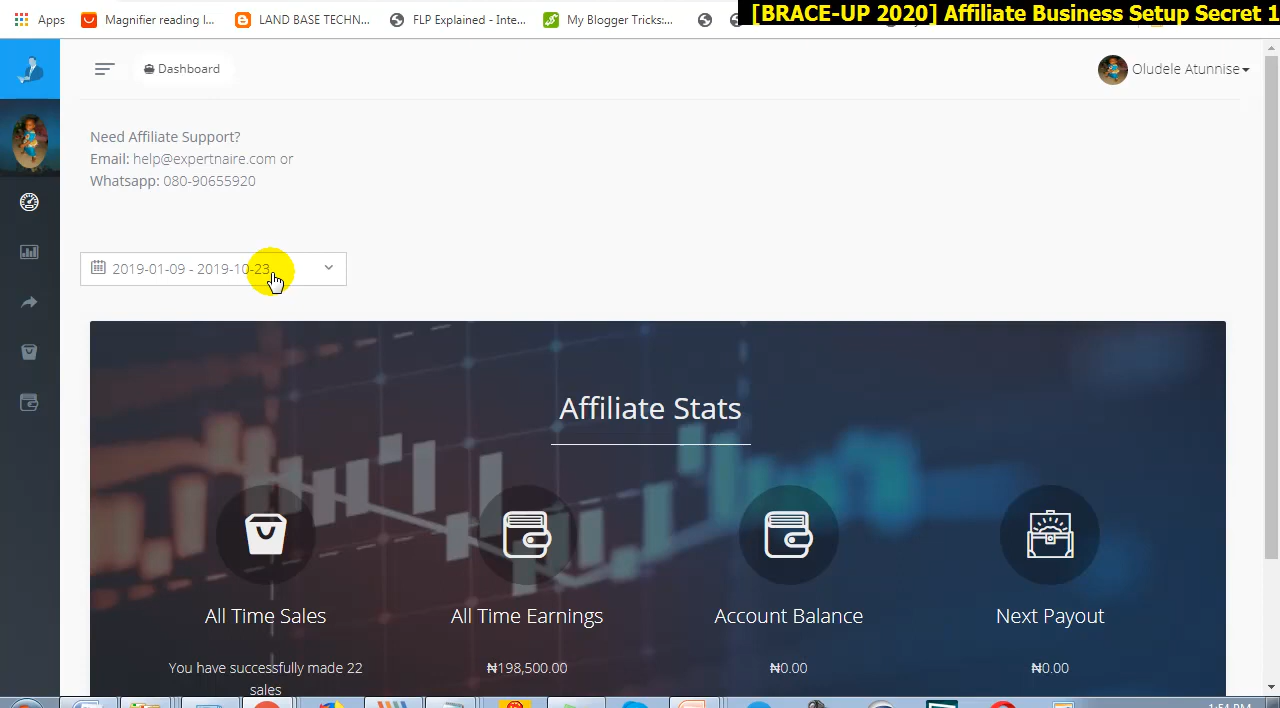 Apps
Magnifier reading l...
LAND BASE TECHN...
FLP Explained - Inte...
My Blogger Tricks:...
[BRACE-UP 2020] Affiliate Business Setup Secret 1
Dashboard
Oludele Atunnise
Need Affiliate Support?
Email: help@expertnaire.com or
Whatsapp: 080-90655920
2019-01-09 - 2019-10-23
Affiliate Stats
All Time Sales
All Time Earnings
Account Balance
Next Payout
You have successfully made 22
sales
₦198,500.00
₦0.00
₦0.00
1:54 PM